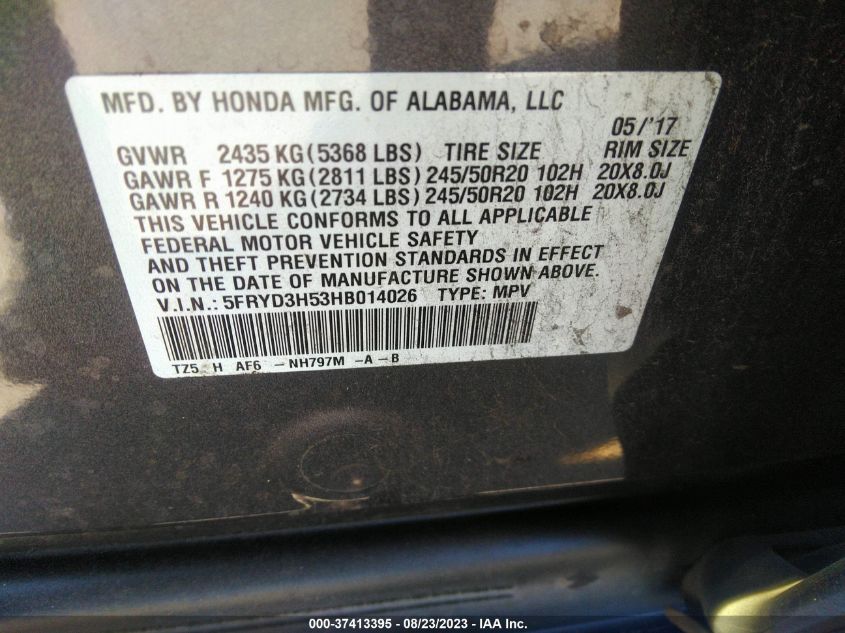 MFD. BY HONDA MFG. OF ALABAMA, LLC
05/'17
GVWR 2435 KG (5368 LBS) TIRE SIZE RIM SIZE
GAWR F 1275 KG (2811 LBS) 245/50R20 102H 20X8.0J
GAWR R 1240 KG (2734 LBS) 245/50R20 102H 20X8.0J
THIS VEHICLE CONFORMS TO ALL APPLICABLE
FEDERAL MOTOR VEHICLE SAFETY
AND THEFT PREVENTION STANDARDS IN EFFECT
ON THE DATE OF MANUFACTURE SHOWN ABOVE.
V.I.N.: 5FRYD3H53HB014026 TYPE: MPV
TZ5 H AF6 -NH797M -A-B
000-37413395 - 08/23/2023 - IAA Inc.